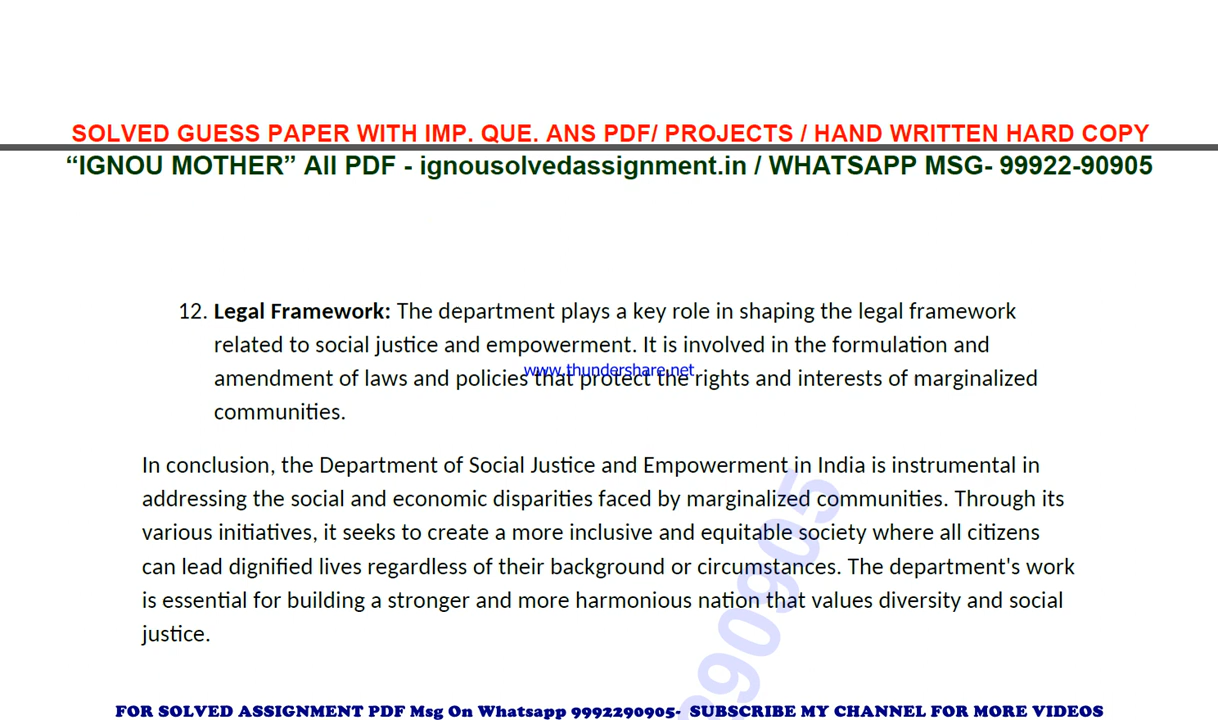 SOLVED GUESS PAPER WITH IMP. QUE. ANS PDF/ PROJECTS / HAND WRITTEN HARD COPY
“IGNOU MOTHER” All PDF - ignousolvedassignment.in / WHATSAPP MSG- 99922-90905
12. Legal Framework: The department plays a key role in shaping the legal framework
related to social justice and empowerment. It is involved in the formulation and
www.thundershare.net
amendment of laws and policies that protect the rights and interests of marginalized
communities.
In conclusion, the Department of Social Justice and Empowerment in India is instrumental in
addressing the social and economic disparities faced by marginalized communities. Through its
various initiatives, it seeks to create a more inclusive and equitable society where all citizens
can lead dignified lives regardless of their background or circumstances. The department's work
is essential for building a stronger and more harmonious nation that values diversity and social
justice.
90905
FOR SOLVED ASSIGNMENT PDF Msg On Whatsapp 9992290905- SUBSCRIBE MY CHANNEL FOR MORE VIDEOS